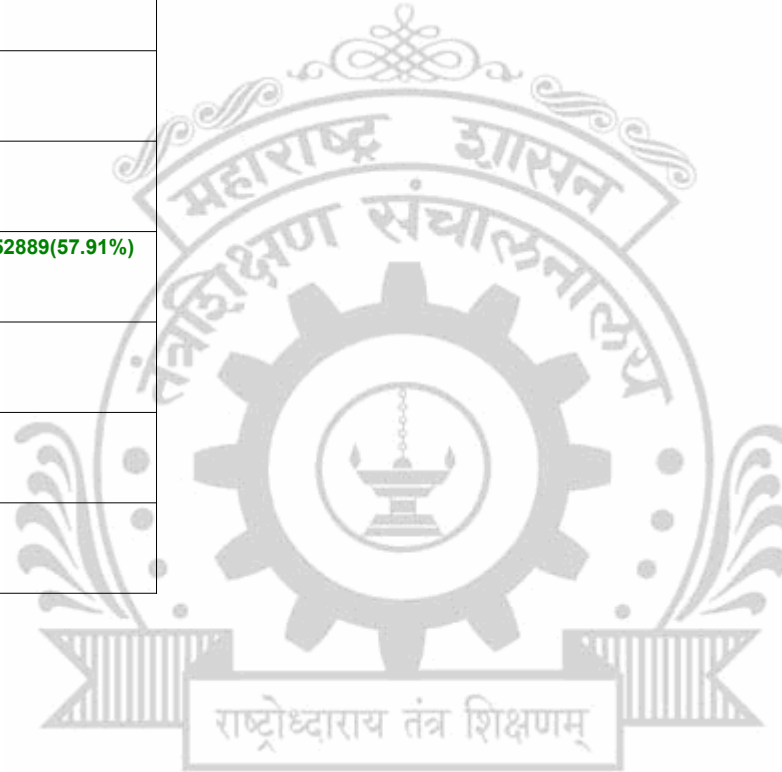 महाराष्ट्र शासन
तंत्रशिक्षण संचालनालय
52889(57.91%)
राष्ट्रोध्दाराय तंत्र शिक्षणम्